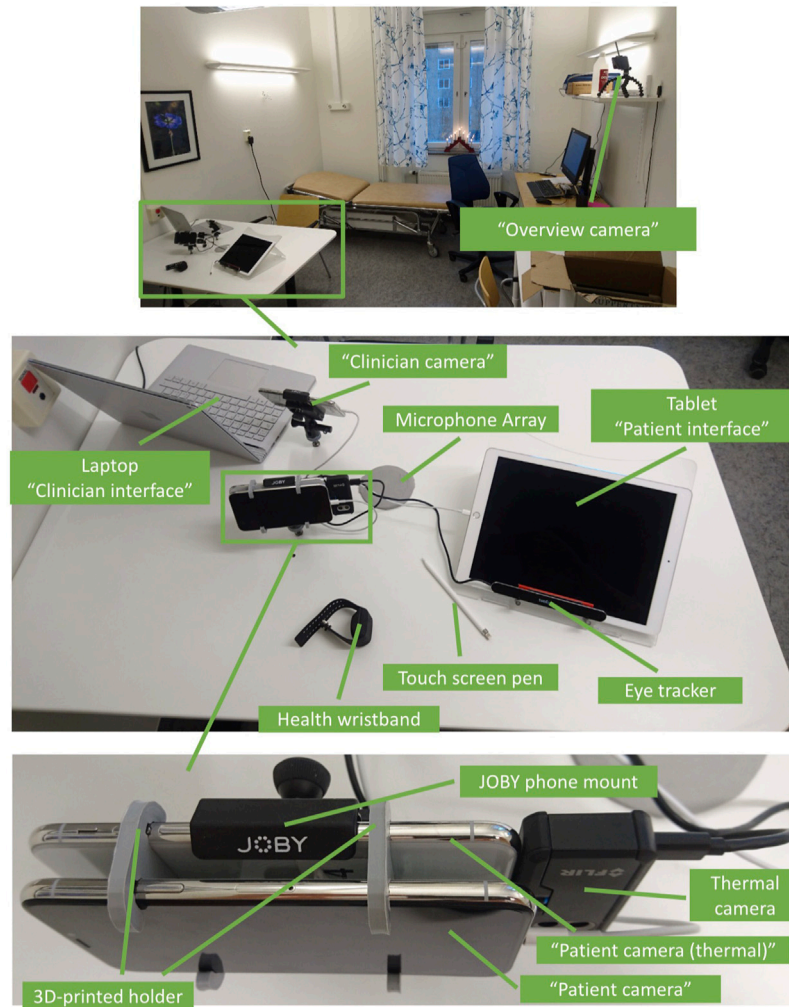 “Overview camera”
“Clinician camera”
Microphone Array
Tablet
“Patient interface”
Laptop
“Clinician interface”
JOBY
Touch screen pen
Eye tracker
Health wristband
JOBY phone mount
JOBY
FLIR
Thermal
camera
“Patient camera (thermal)”
“Patient camera”
3D-printed holder